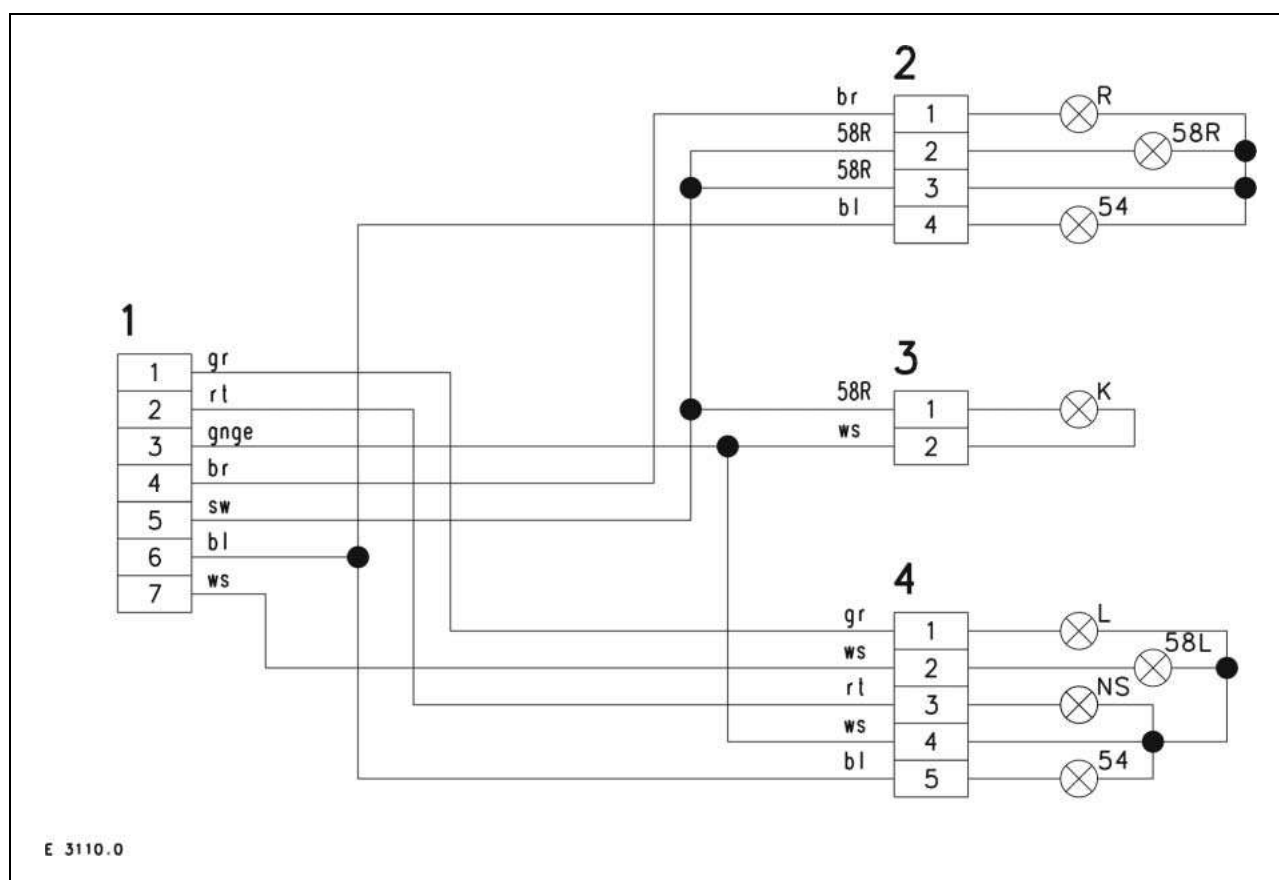 2
br 1 R
58R 2 58R
58R 3
bl 4 54
1
3
1 gr
2 rt
58R 1 K
3 gnge
ws 2
4 br
5 sw
6 bl
7 ws
4
gr 1 L
ws 2 58L
rt 3 NS
ws 4
bl 5 54
E 3110.0